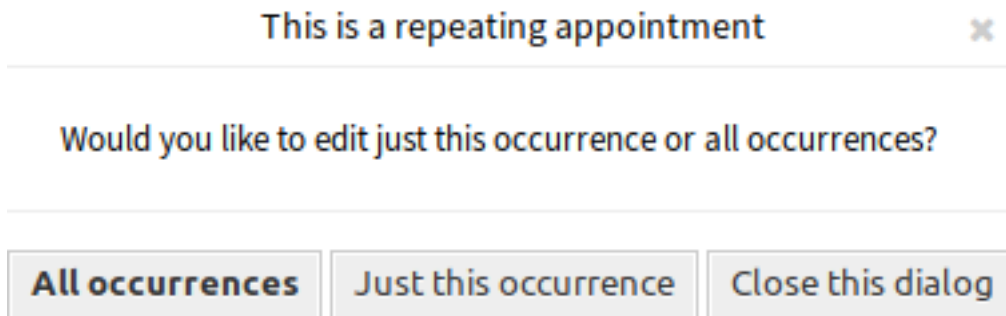 This is a repeating appointment
Would you like to edit just this occurrence or all occurrences?
All occurrences Just this occurrence Close this dialog